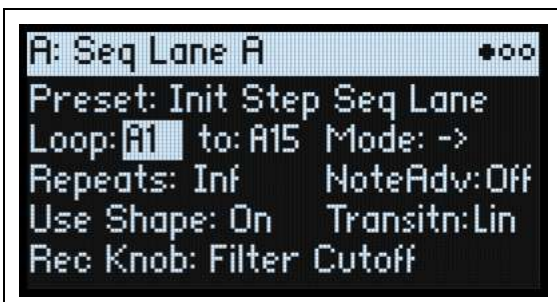 A: Seq Lane A
Preset: Init Step Seq Lane
Loop: A1 to: A15 Mode: ->
Repeats: Inf NoteAdv:Off
Use Shape: On Transitn:Lin
Rec Knob: Filter Cutoff